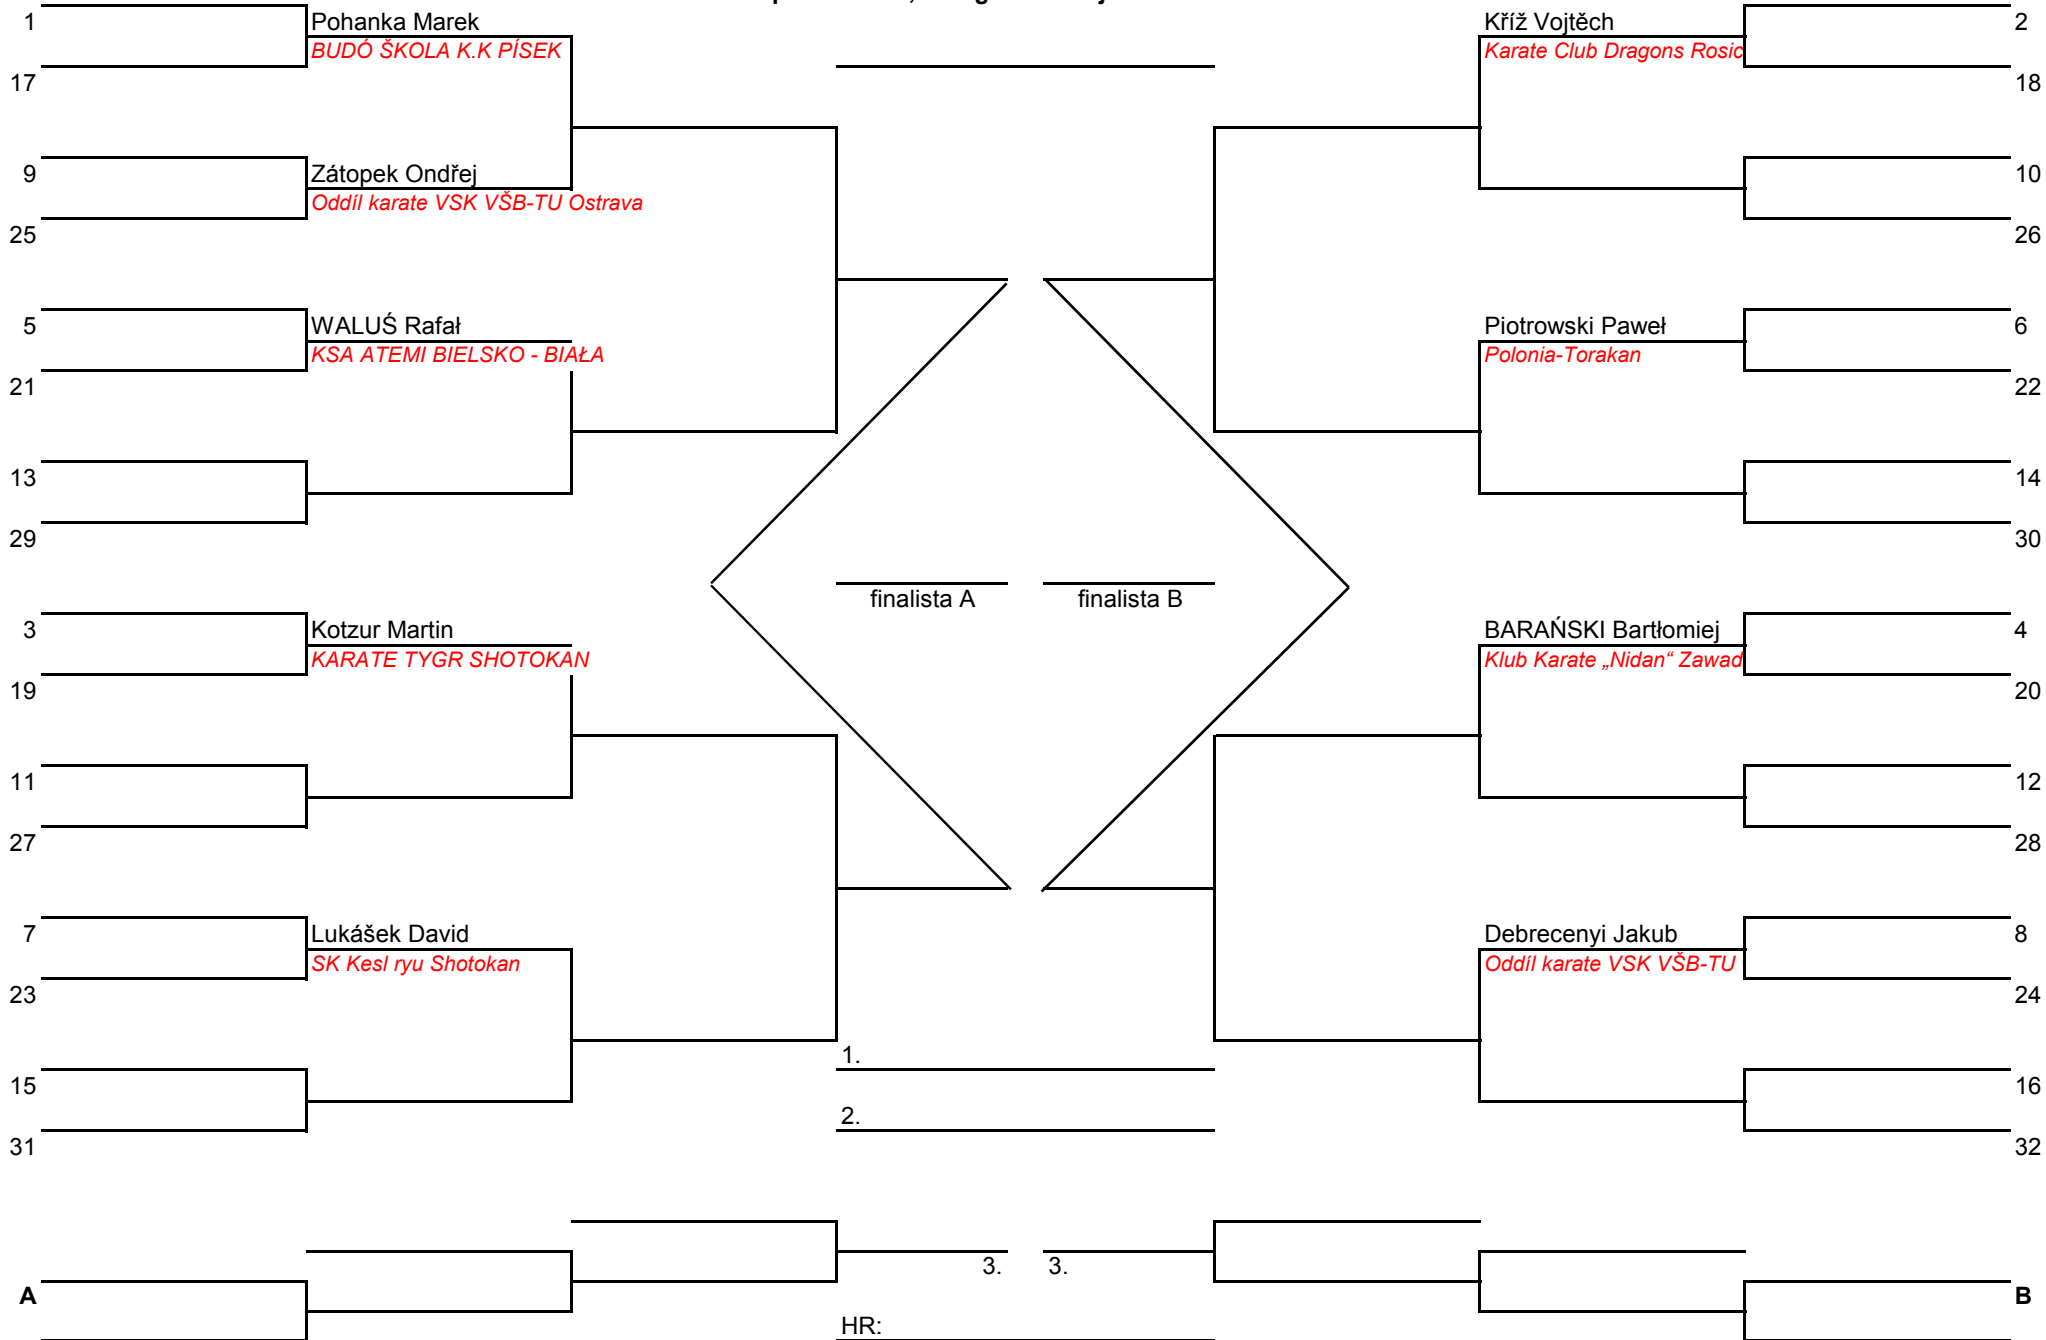 1
Pohanka Marek
BUDÓ ŠKOLA K.K PÍSEK
17
9
Zátopek Ondřej
Oddíl karate VSK VŠB-TU Ostrava
25
5
WALUŚ Rafał
KSA ATEMI BIELSKO - BIAŁA
21
13
29
3
Kotzur Martin
KARATE TYGR SHOTOKAN
19
11
27
7
Lukášek David
SK Kesl ryu Shotokan
23
15
31
A
finalista A
finalista B
1.
2.
3.
3.
HR:
Kříž Vojtěch
2
Karate Club Dragons Rosic
18
10
26
Piotrowski Paweł
6
Polonia-Torakan
22
14
30
BARAŃSKI Bartłomiej
4
Klub Karate „Nidan“ Zawad
20
12
28
Debrecenyi Jakub
8
Oddíl karate VSK VŠB-TU
24
16
32
B